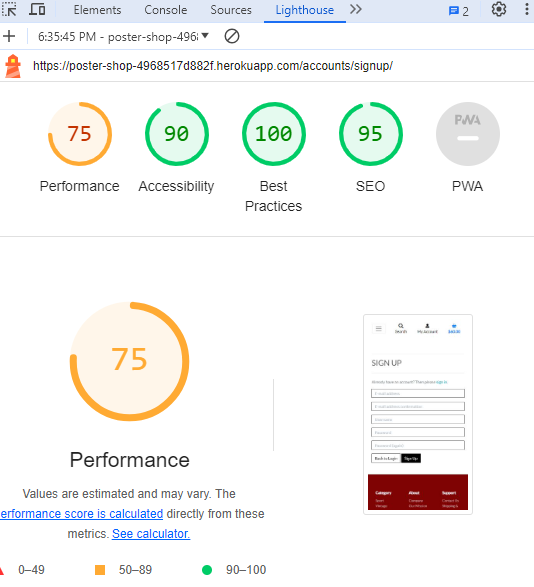 Elements Console Sources Lighthouse 2
6:35:45 PM - poster-shop-496
https://poster-shop-4968517d882f.herokuapp.com/accounts/signup/
75 90 100 95 PWA
Performance Accessibility Best Practices SEO PWA
75
Performance
Values are estimated and may vary. The
erformance score is calculated directly from these
metrics. See calculator.
0–49 50–89 90–100
Search My Account
SIGN UP
Already have an account? Then please sign in.
E-mail address
E-mail address confirmation
Username
Password
Password (again)
Back to Login Sign Up
Category About Support
Company Contact Us